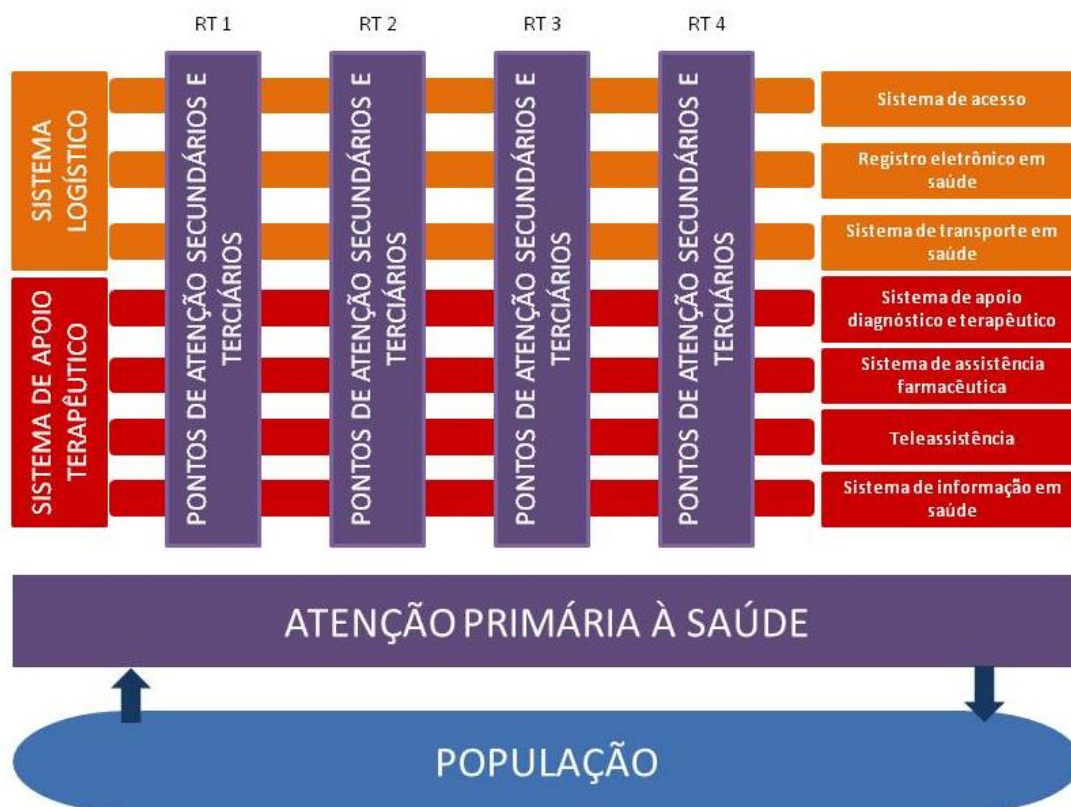 RT 1
RT 2
RT 3
RT 4
SISTEMA
LOGÍSTICO
SISTEMA DE APOIO
TERAPÊUTICO
PONTOS DE ATENÇÃO SECUNDÁRIOS E
TERCIÁRIOS
PONTOS DE ATENÇÃO SECUNDÁRIOS E
TERCIÁRIOS
PONTOS DE ATENÇÃO SECUNDÁRIOS E
TERCIÁRIOS
PONTOS DE ATENÇÃO SECUNDÁRIOS E
TERCIÁRIOS
Sistema de acesso
Registro eletrônico em
saúde
Sistema de transporte em
saúde
Sistema de apoio
diagnóstico e terapêutico
Sistema de assistência
farmacêutica
Teleassistência
Sistema de informação em
saúde
ATENÇÃO PRIMÁRIA À SAÚDE
POPULAÇÃO